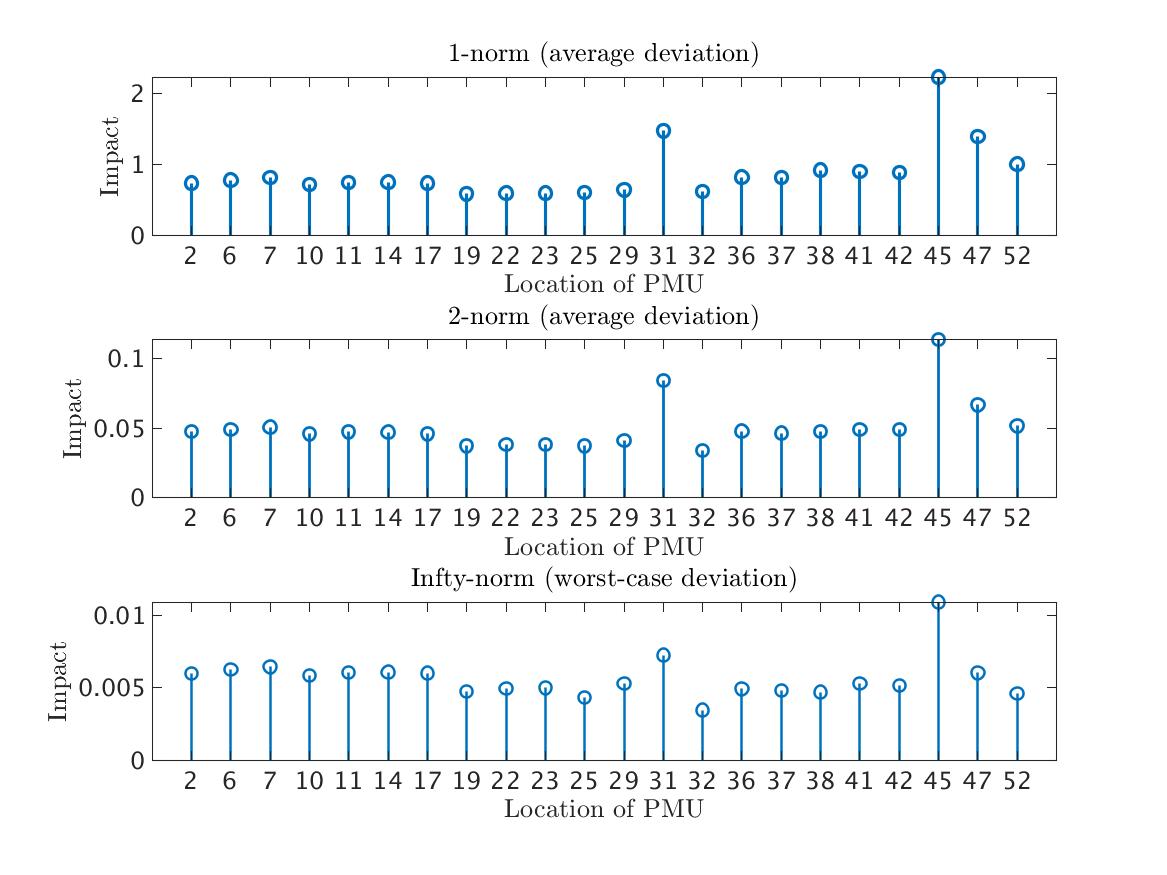 1-norm (average deviation)
2
1
0
Impact
2 6 7 10 11 14 17 19 22 23 25 29 31 32 36 37 38 41 42 45 47 52
Location of PMU
2-norm (average deviation)
0.1
0.05
0
Impact
2 6 7 10 11 14 17 19 22 23 25 29 31 32 36 37 38 41 42 45 47 52
Location of PMU
Infty-norm (worst-case deviation)
0.01
0.005
0
Impact
2 6 7 10 11 14 17 19 22 23 25 29 31 32 36 37 38 41 42 45 47 52
Location of PMU